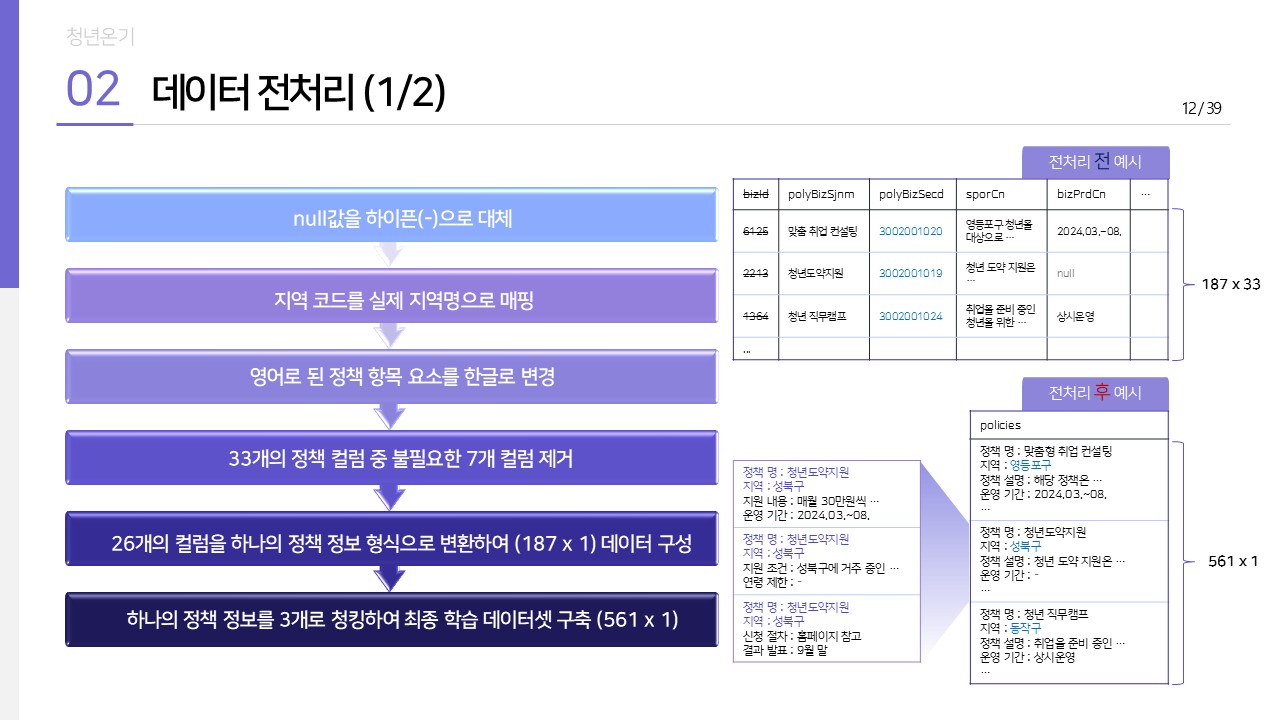 청년온기
02 데이터 전처리 (1/2)
12 / 39
null값을 하이픈(-)으로 대체
지역 코드를 실제 지역명으로 매핑
영어로 된 정책 항목 요소를 한글로 변경
33개의 정책 컬럼 중 불필요한 7개 컬럼 제거
26개의 컬럼을 하나의 정책 정보 형식으로 변환하여 (187 x 1) 데이터 구성
하나의 정책 정보를 3개로 청킹하여 최종 학습 데이터셋 구축 (561 x 1)
전처리 전 예시
bizId polyBizSjnm polyBizSecd sporCn bizPrdCn …
6125 맞춤 취업 컨설팅 3002001020 영등포구 청년을
대상으로 … 2024.03.~08.
2213 청년도약지원 3002001019 청년 도약 지원은
… null
1364 청년 직무캠프 3002001024 취업을 준비 중인
청년을 위한 … 상시운영
…
187 x 33
정책 명 : 청년도약지원
지역 : 성북구
지원 내용 : 매월 30만원씩 …
운영 기간 : 2024.03.~08.
정책 명 : 청년도약지원
지역 : 성북구
지원 조건 : 성북구에 거주 중인 …
연령 제한 : -
정책 명 : 청년도약지원
지역 : 성북구
신청 절차 : 홈페이지 참고
결과 발표 : 9월 말
전처리 후 예시
policies
정책 명 : 맞춤형 취업 컨설팅
지역 : 영등포구
정책 설명 : 해당 정책은 …
운영 기간 : 2024.03.~08.
…
정책 명 : 청년도약지원
지역 : 성북구
정책 설명 : 청년 도약 지원은 …
운영 기간 : -
…
정책 명 : 청년 직무캠프
지역 : 동작구
정책 설명 : 취업을 준비 중인 …
운영 기간 : 상시운영
…
561 x 1